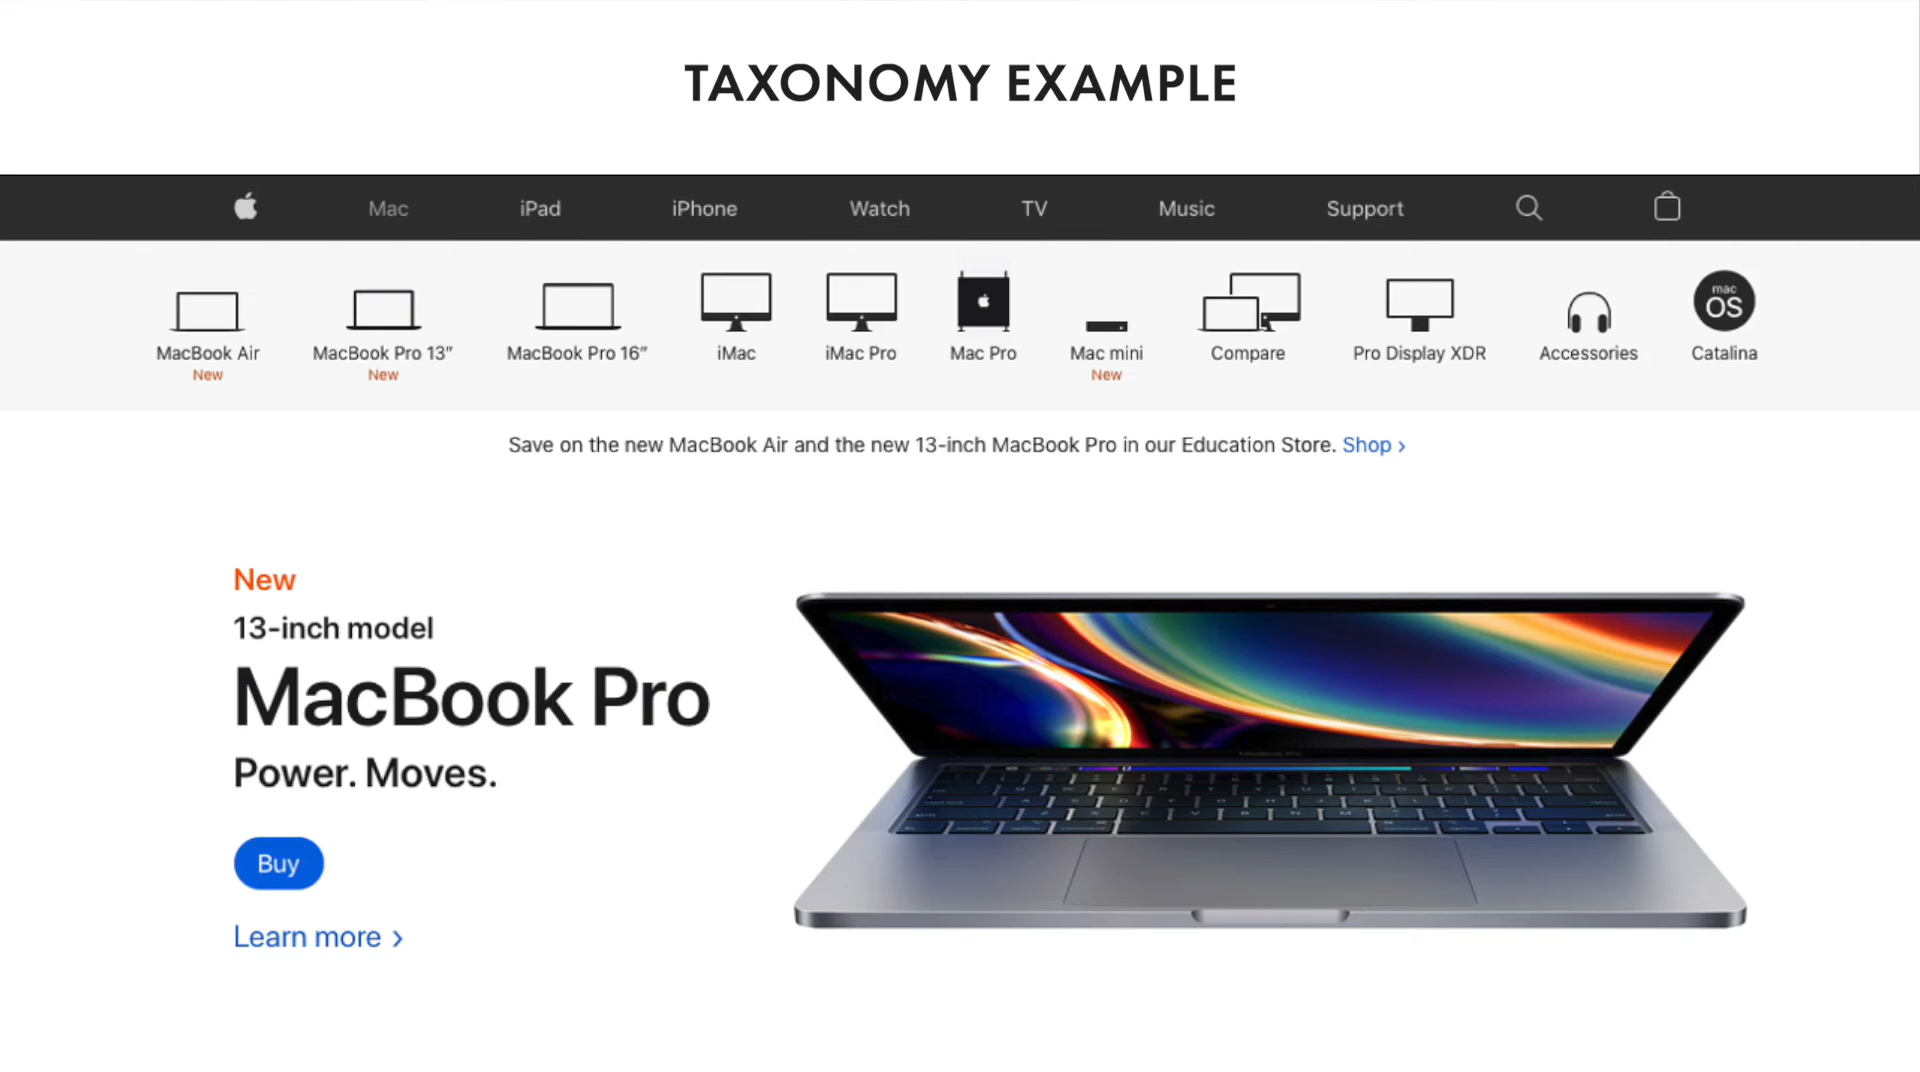 TAXONOMY EXAMPLE
Mac iPad iPhone Watch TV Music Support
mac
OS
MacBook Air MacBook Pro 13″ MacBook Pro 16″ iMac iMac Pro Mac Pro Mac mini Compare Pro Display XDR Accessories Catalina
New New New
Save on the new MacBook Air and the new 13-inch MacBook Pro in our Education Store. Shop ›
New
13-inch model
MacBook Pro
Power. Moves.
Buy
Learn more ›